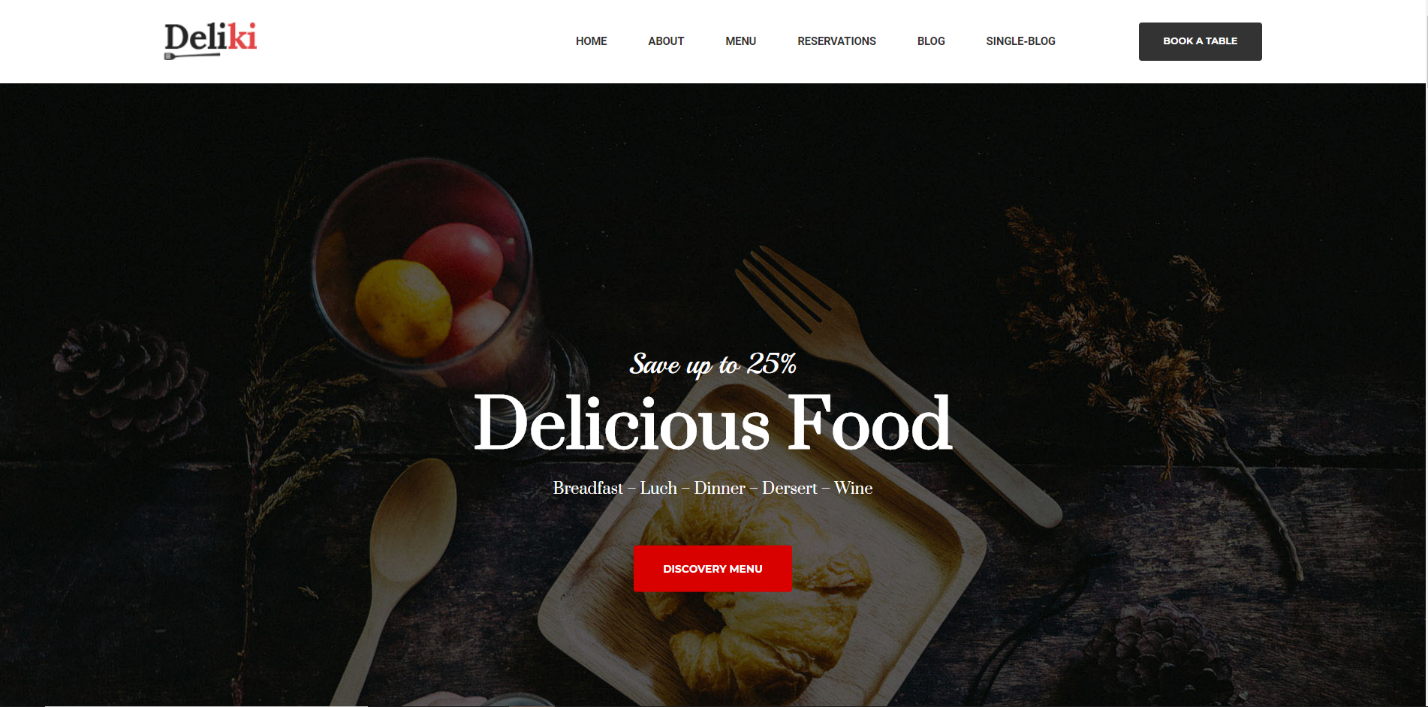 Deliki
HOME ABOUT MENU RESERVATIONS BLOG SINGLE-BLOG BOOK A TABLE
Save up to 25%
Delicious Food
Breadfast – Luch – Dinner – Dersert – Wine
DISCOVERY MENU